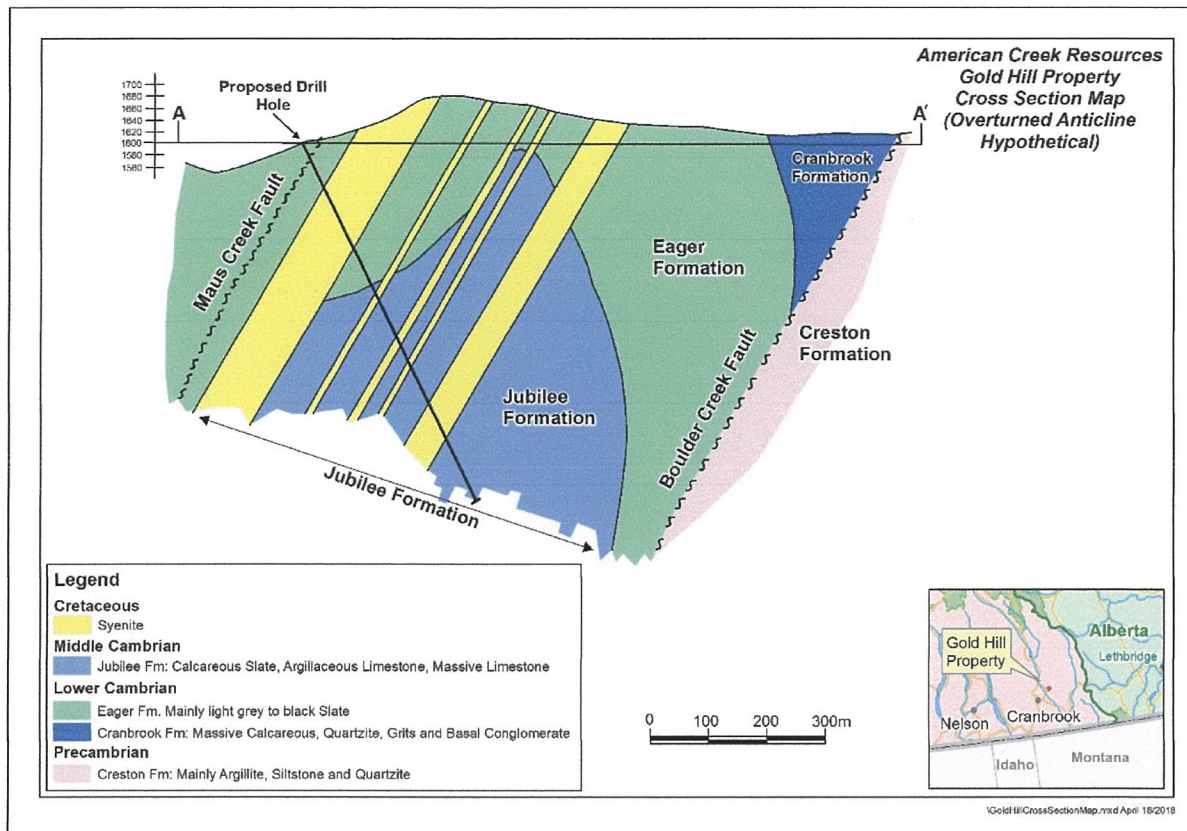 American Creek Resources
Gold Hill Property
Cross Section Map
(Overturned Anticline
Hypothetical)
1700
1680
1660
1640
1620
1600
1580
1560
A
Proposed Drill
Hole
A'
Maus Creek Fault
Cranbrook
Formation
Eager
Formation
Creston
Formation
Boulder Creek Fault
Jubilee
Formation
Jubilee Formation
Legend
Cretaceous
Syenite
Middle Cambrian
Jubilee Fm: Calcareous Slate, Argillaceous Limestone, Massive Limestone
Lower Cambrian
Eager Fm. Mainly light grey to black Slate
Cranbrook Fm: Massive Calcareous, Quartzite, Grits and Basal Conglomerate
Precambrian
Creston Fm: Mainly Argillite, Siltstone and Quartzite
0 100 200 300m
Alberta
Gold Hill
Property
Lethbridge
Nelson
Cranbrook
Idaho
Montana
\GoldHillCrossSectionMap.mxd April 18/2018